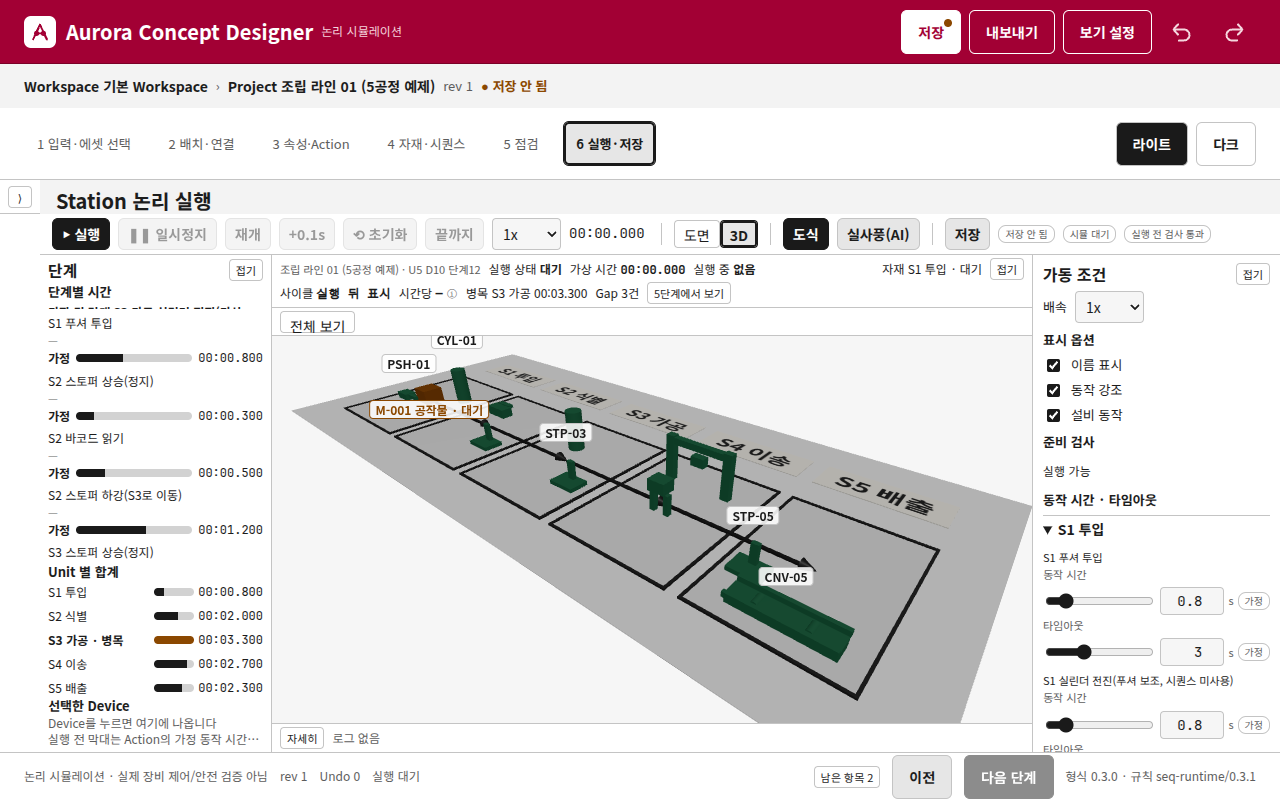 Aurora Concept Designer 논리 시뮬레이션 저장 내보내기 보기 설정
Workspace 기본 Workspace › Project 조립 라인 01 (5공정 예제) rev 1 ● 저장 안 됨
1 입력·에셋 선택 2 배치·연결 3 속성·Action 4 자재·시퀀스 5 점검 6 실행·저장 라이트 다크
Station 논리 실행
▸ 실행 ❚❚ 일시정지 재개 +0.1s ⟲ 초기화 끝까지 1x 00:00.000 도면 3D 도식 실사풍(AI) 저장 저장 안 됨 시뮬 대기 실행 전 검사 통과
단계 접기
단계별 시간
S1 푸셔 투입
—
가정 00:00.800
S2 스토퍼 상승(정지)
—
가정 00:00.300
S2 바코드 읽기
—
가정 00:00.500
S2 스토퍼 하강(S3로 이동)
—
가정 00:01.200
S3 스토퍼 상승(정지)
Unit 별 합계
S1 투입 00:00.800
S2 식별 00:02.000
S3 가공 · 병목 00:03.300
S4 이송 00:02.700
S5 배출 00:02.300
선택한 Device
Device를 누르면 여기에 나옵니다
실행 전 막대는 Action의 가정 동작 시간…
조립 라인 01 (5공정 예제) · U5 D10 단계12 실행 상태 대기 가상 시간 00:00.000 실행 중 없음 자재 S1 투입 · 대기 접기
사이클 실행 뒤 표시 시간당 – ⓘ 병목 S3 가공 00:03.300 Gap 3건 5단계에서 보기
전체 보기
CYL-01
PSH-01
M-001 공작물 · 대기
STP-03
STP-05
CNV-05
S1 투입
S2 식별
S3 가공
S4 이송
S5 배출
자세히 로그 없음
가동 조건 접기
배속 1x
표시 옵션
이름 표시
동작 강조
설비 동작
준비 검사
실행 가능
동작 시간 · 타임아웃
▼ S1 투입
S1 푸셔 투입
동작 시간
0.8 s 가정
타임아웃
3 s 가정
S1 실린더 전진(푸셔 보조, 시퀀스 미사용)
동작 시간
0.8 s 가정
타임아웃
논리 시뮬레이션 · 실제 장비 제어/안전 검증 아님 rev 1 Undo 0 실행 대기 남은 항목 2 이전 다음 단계 형식 0.3.0 · 규칙 seq-runtime/0.3.1